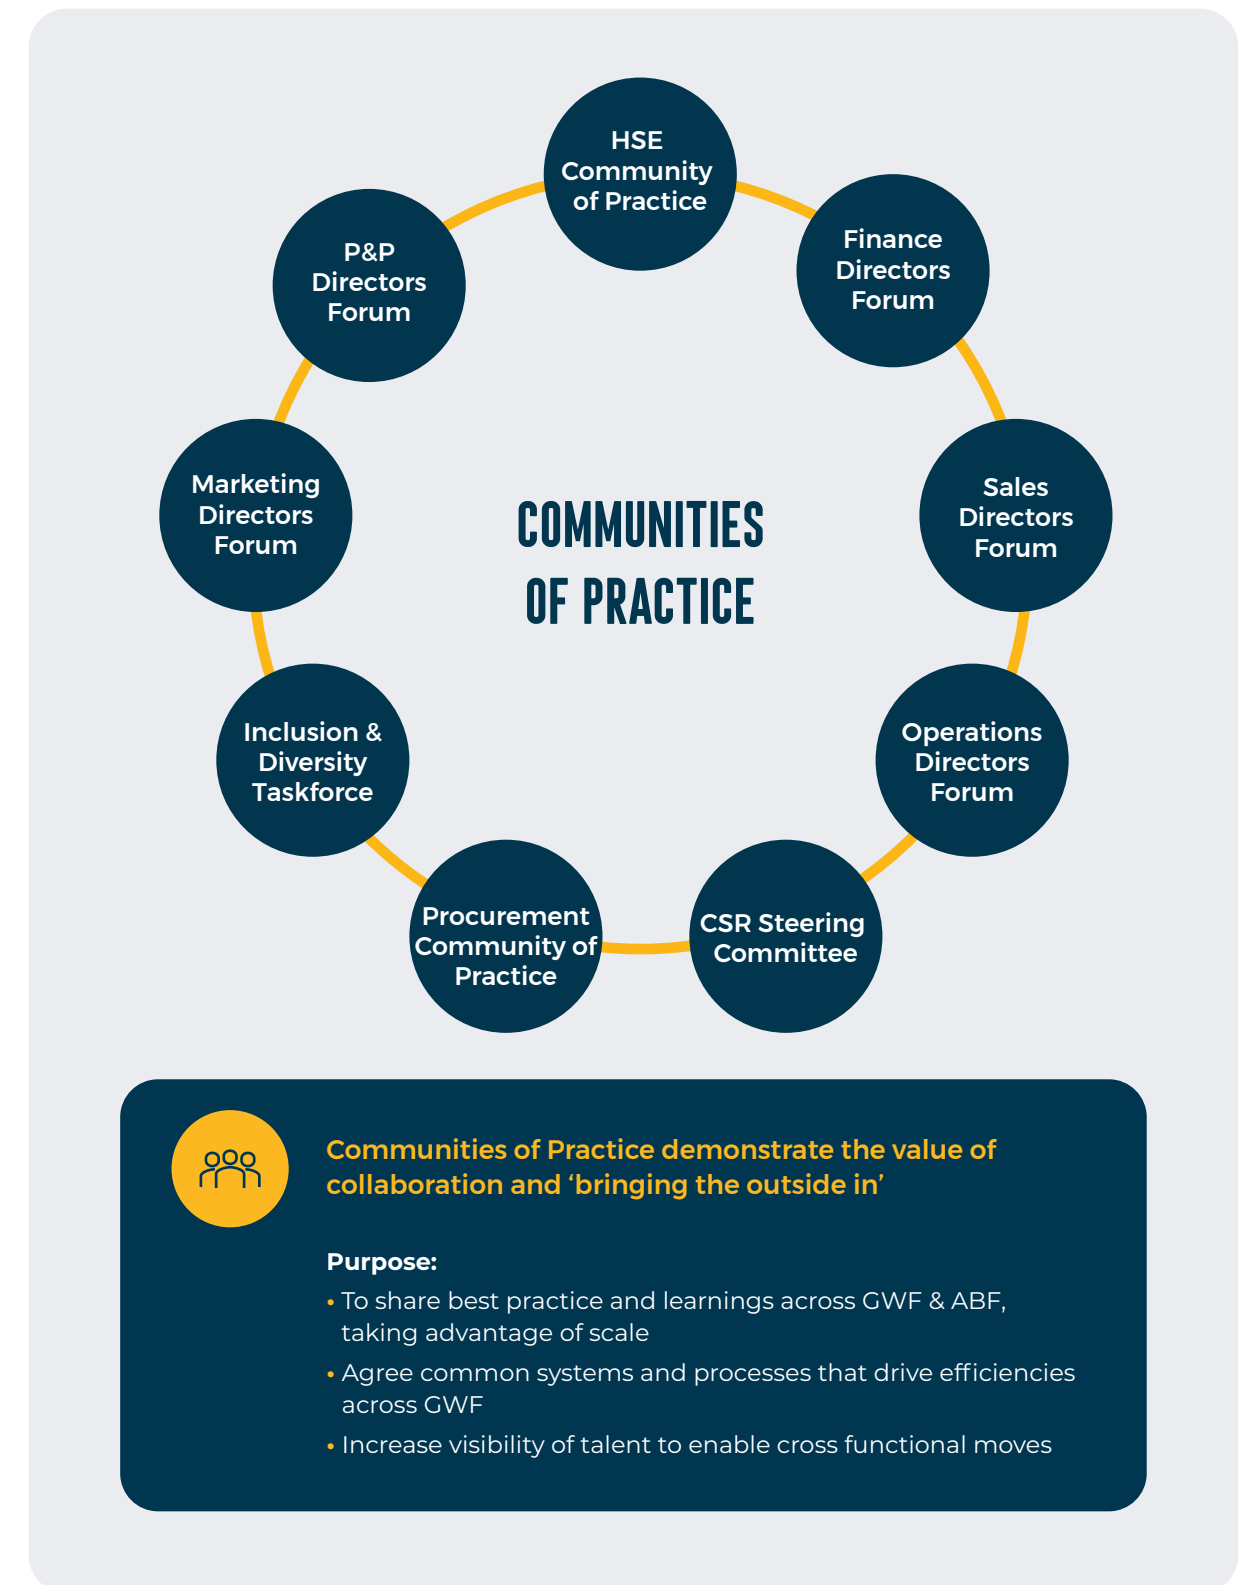 HSE
Community
of Practice
Finance
Directors
Forum
Sales
Directors
Forum
Operations
Directors
Forum
CSR Steering
Committee
Procurement
Community of
Practice
Inclusion &
Diversity
Taskforce
Marketing
Directors
Forum
P&P
Directors
Forum
COMMUNITIES
OF PRACTICE
Communities of Practice demonstrate the value of
collaboration and ‘bringing the outside in’
Purpose:
• To share best practice and learnings across GWF & ABF,
taking advantage of scale
• Agree common systems and processes that drive efficiencies
across GWF
• Increase visibility of talent to enable cross functional moves